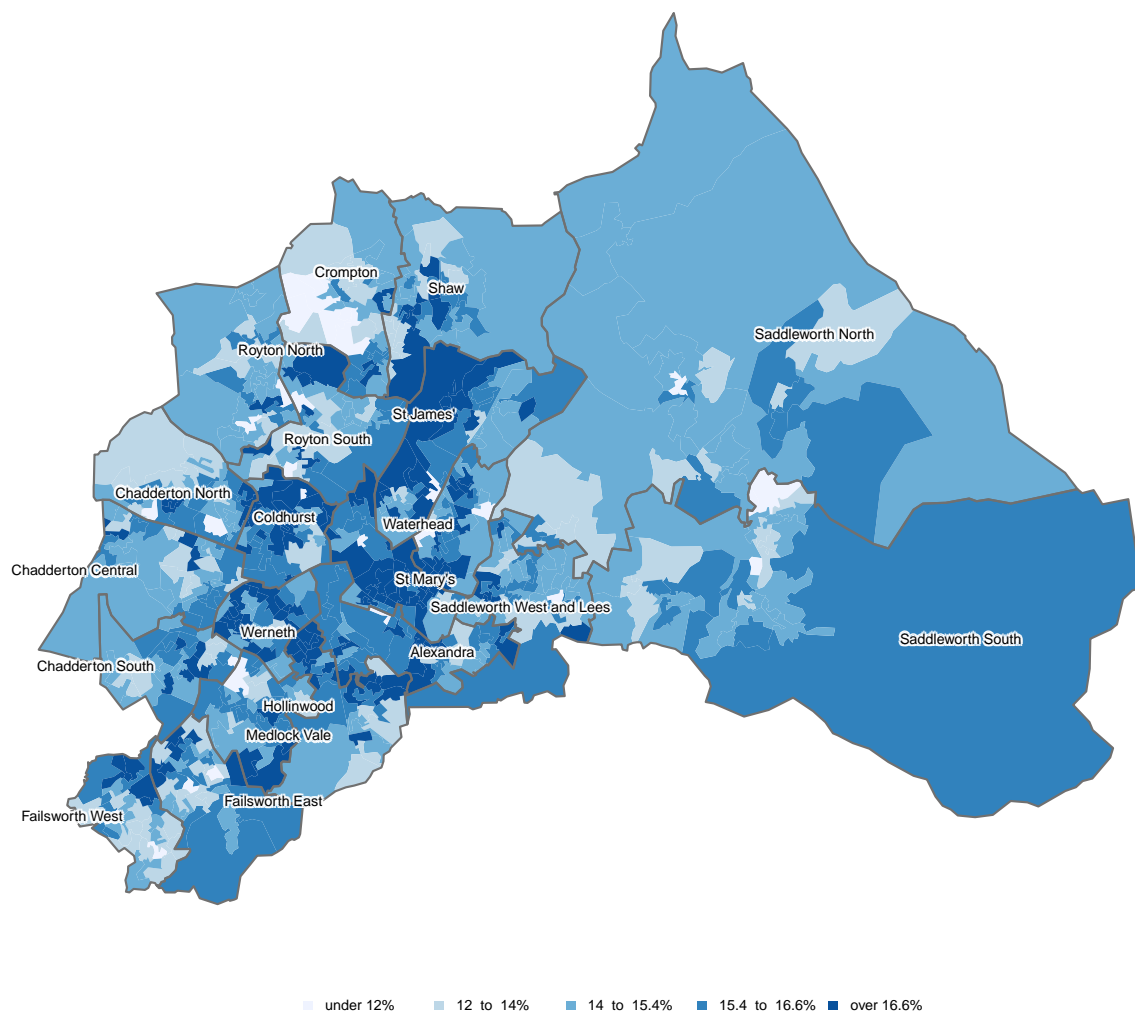 Crompton
Shaw
Saddleworth North
Royton North
St James'
Royton South
Chadderton North
Coldhurst
Waterhead
Chadderton Central
St Mary's
Saddleworth West and Lees
Werneth
Saddleworth South
Alexandra
Chadderton South
Hollinwood
Medlock Vale
Failsworth East
Failsworth West
under 12% 12 to 14% 14 to 15.4% 15.4 to 16.6% over 16.6%